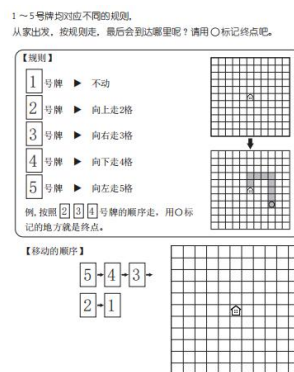 1～5号牌均对应不同的规则，
从家出发，按规则走，最后会到达哪里呢？请用〇标记终点吧。
【规则】
1 号牌 ▶ 不动
2 号牌 ▶ 向上走2格
3 号牌 ▶ 向右走3格
4 号牌 ▶ 向下走4格
5 号牌 ▶ 向左走5格
例，按照 2 3 4 号牌的顺序走，用〇标
记的地方就是终点。
【移动的顺序】
5 → 4 → 3 →
2 → 1